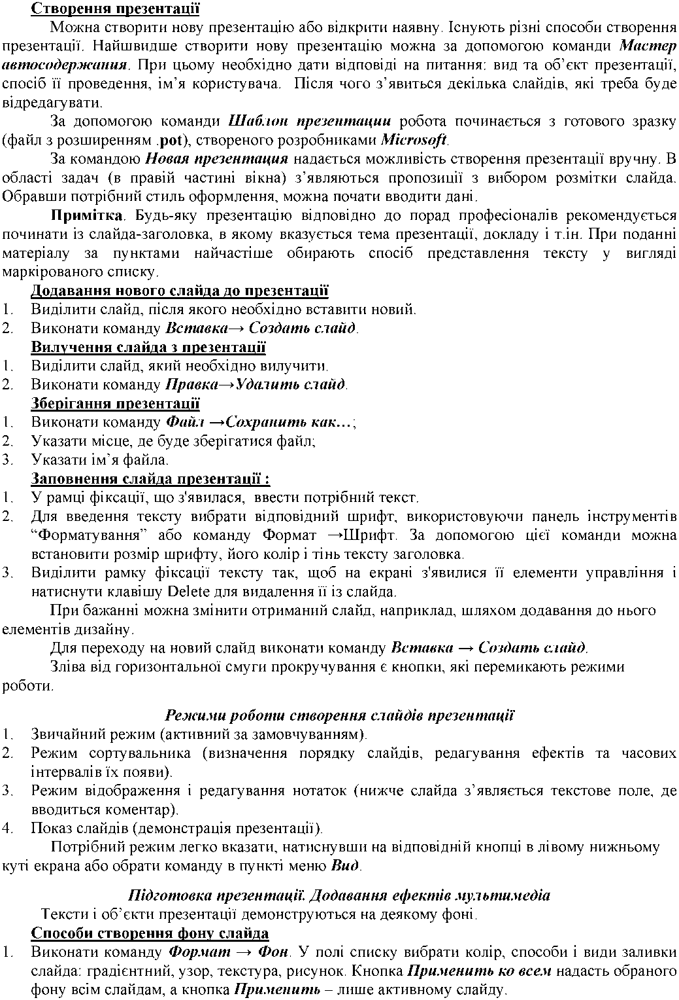 Створення презентації
Можна створити нову презентацію або відкрити наявну. Існують різні способи створення
презентації. Найшвидше створити нову презентацію можна за допомогою команди Мастер
автосодержания. При цьому необхідно дати відповіді на питання: вид та об’єкт презентації,
спосіб її проведення, ім’я користувача. Після чого з’явиться декілька слайдів, які треба буде
відредагувати.
За допомогою команди Шаблон презентации робота починається з готового зразку
(файл з розширенням .pot), створеного розробниками Microsoft.
За командою Новая презентация надається можливість створення презентації вручну. В
області задач (в правій частині вікна) з’являються пропозиції з вибором розмітки слайда.
Обравши потрібний стиль оформлення, можна почати вводити дані.
Примітка. Будь-яку презентацію відповідно до порад професіоналів рекомендується
починати із слайда-заголовка, в якому вказується тема презентації, докладу і т.ін. При поданні
матеріалу за пунктами найчастіше обирають спосіб представлення тексту у вигляді
маркірованого списку.
Додавання нового слайда до презентації
1. Виділити слайд, після якого необхідно вставити новий.
2. Виконати команду Вставка→ Создать слайд.
Вилучення слайда з презентації
1. Виділити слайд, який необхідно вилучити.
2. Виконати команду Правка→Удалить слайд.
Зберігання презентації
1. Виконати команду Файл →Сохранить как…;
2. Указати місце, де буде зберігатися файл;
3. Указати ім’я файла.
Заповнення слайда презентації :
1. У рамці фіксації, що з'явилася, ввести потрібний текст.
2. Для введення тексту вибрати відповідний шрифт, використовуючи панель інструментів
“Форматування” або команду Формат →Шрифт. За допомогою цієї команди можна
встановити розмір шрифту, його колір і тінь тексту заголовка.
3. Виділити рамку фіксації тексту так, щоб на екрані з'явилися її елементи управління і
натиснути клавішу Delete для видалення її із слайда.
При бажанні можна змінити отриманий слайд, наприклад, шляхом додавання до нього
елементів дизайну.
Для переходу на новий слайд виконати команду Вставка → Создать слайд.
Зліва від горизонтальної смуги прокручування є кнопки, які перемикають режими
роботи.
Режими роботи створення слайдів презентації
1. Звичайний режим (активний за замовчуванням).
2. Режим сортувальника (визначення порядку слайдів, редагування ефектів та часових
інтервалів їх появи).
3. Режим відображення і редагування нотаток (нижче слайда з’являється текстове поле, де
вводиться коментар).
4. Показ слайдів (демонстрація презентації).
Потрібний режим легко вказати, натиснувши на відповідній кнопці в лівому нижньому
куті екрана або обрати команду в пункті меню Вид.
Підготовка презентації. Додавання ефектів мультимедіа
Тексти і об’єкти презентації демонструються на деякому фоні.
Способи створення фону слайда
1. Виконати команду Формат → Фон. У полі списку вибрати колір, способи і види заливки
слайда: градієнтний, узор, текстура, рисунок. Кнопка Применить ко всем надасть обраного
фону всім слайдам, а кнопка Применить – лише активному слайду.